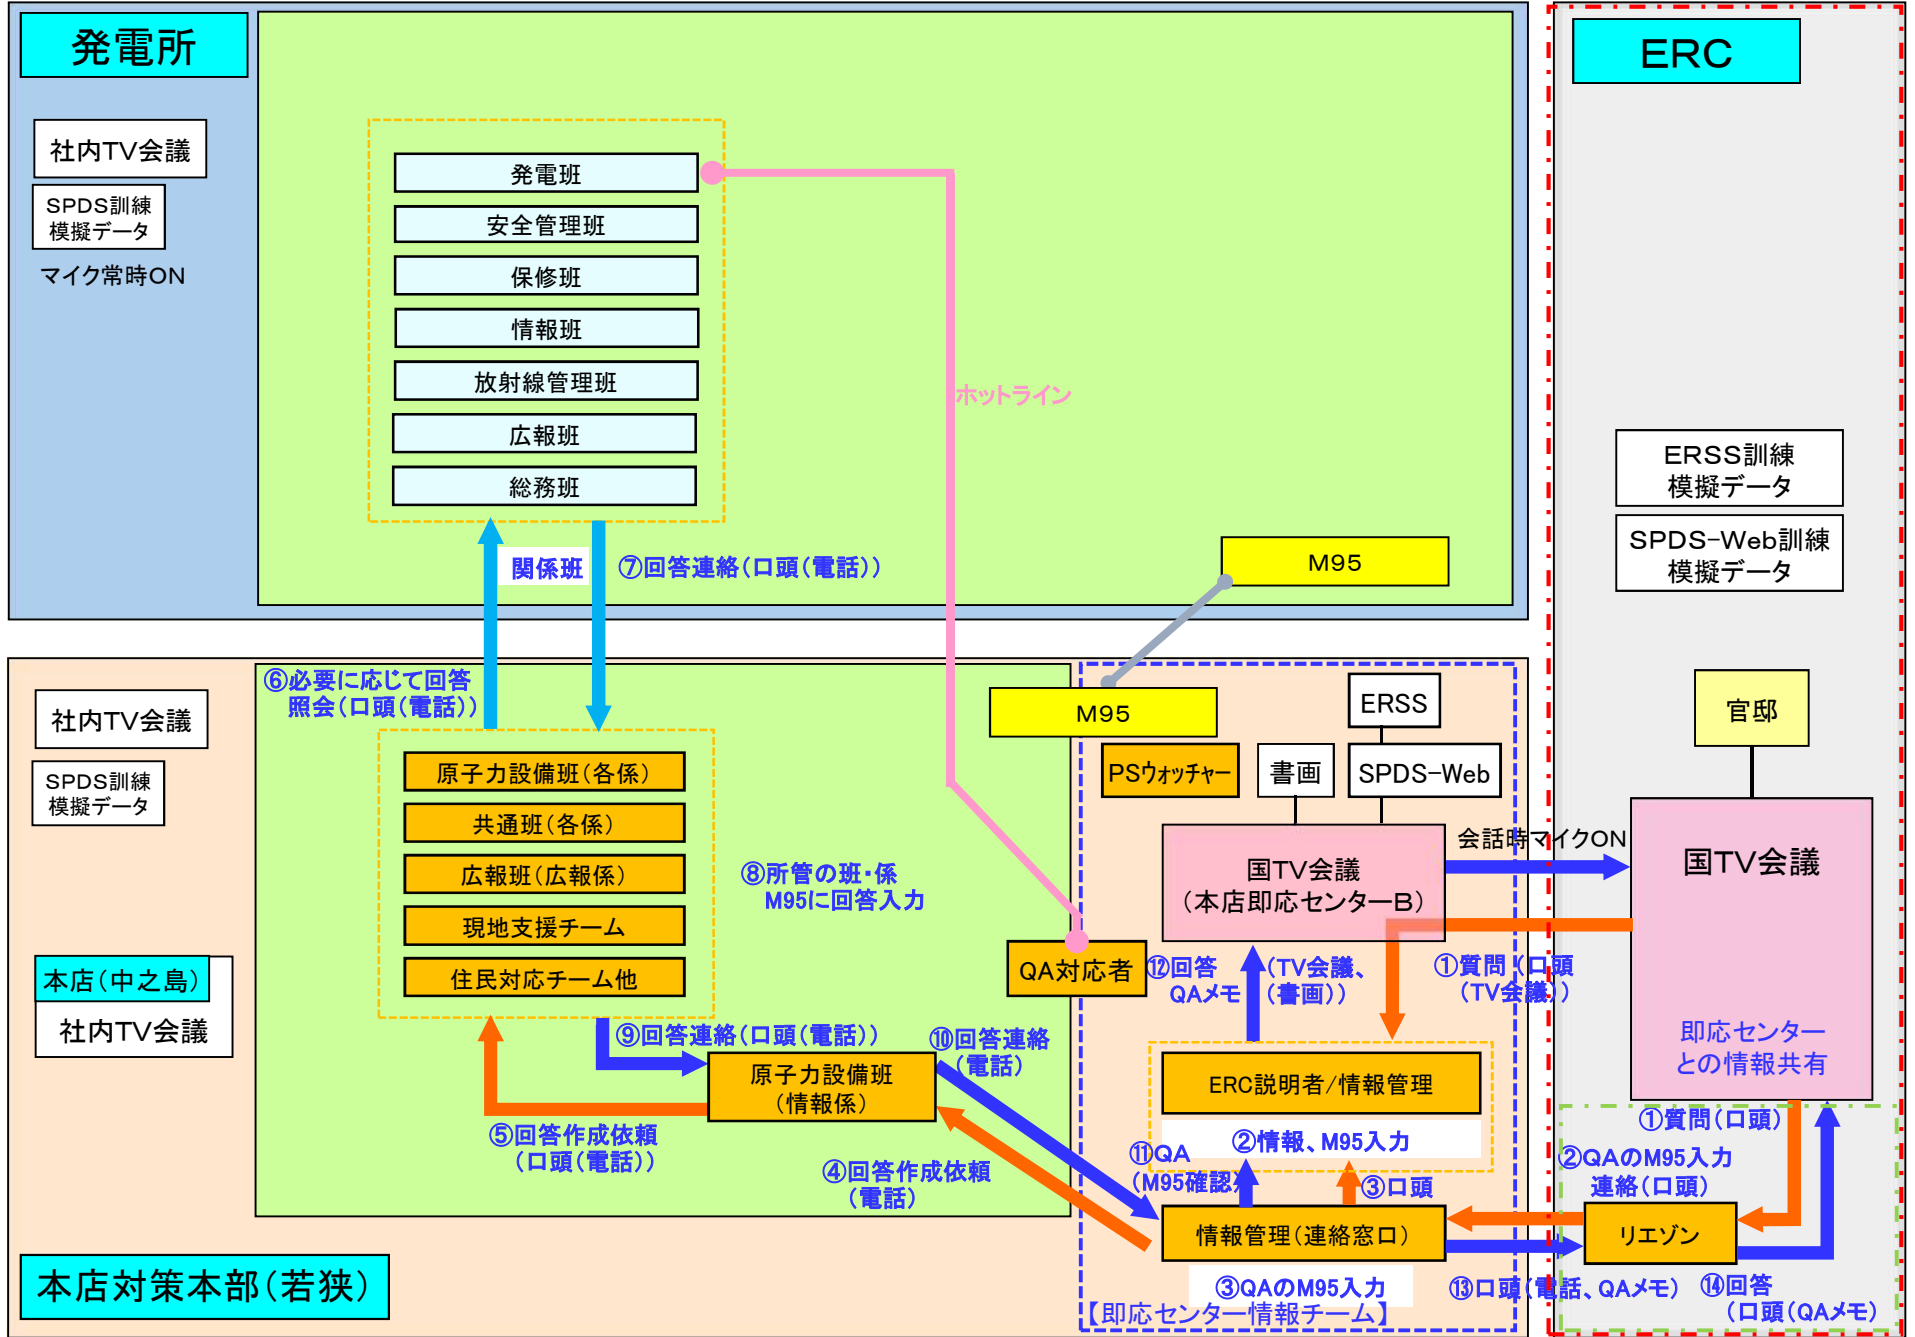 発電所
社内TV会議
SPDS訓練
模擬データ
マイク常時ON
発電班
安全管理班
保修班
情報班
放射線管理班
広報班
総務班
関係班
⑦回答連絡(口頭(電話))
ホットライン
M95
ERC
ERSS訓練
模擬データ
SPDS-Web訓練
模擬データ
官邸
国TV会議
即応センター
との情報共有
社内TV会議
SPDS訓練
模擬データ
本店(中之島)
社内TV会議
本店対策本部(若狭)
⑥必要に応じて回答
照会(口頭(電話))
原子力設備班(各係)
共通班(各係)
広報班(広報係)
現地支援チーム
住民対応チーム他
⑧所管の班・係
M95に回答入力
⑨回答連絡(口頭(電話))
原子力設備班
(情報係)
⑤回答作成依頼
(口頭(電話))
④回答作成依頼
(電話)
⑩回答連絡
(電話)
M95
PSウォッチャー
書画
ERSS
SPDS-Web
国TV会議
(本店即応センターB)
会話時マイクON
QA対応者
⑫回答
QAメモ
(TV会議、
(書画))
①質問(口頭
(TV会議))
ERC説明者/情報管理
②情報、M95入力
⑪QA
(M95確認)
③口頭
情報管理(連絡窓口)
③QAのM95入力
【即応センター情報チーム】
①質問(口頭)
②QAのM95入力
連絡(口頭)
リエゾン
⑬口頭(電話、QAメモ)
⑭回答
(口頭(QAメモ)